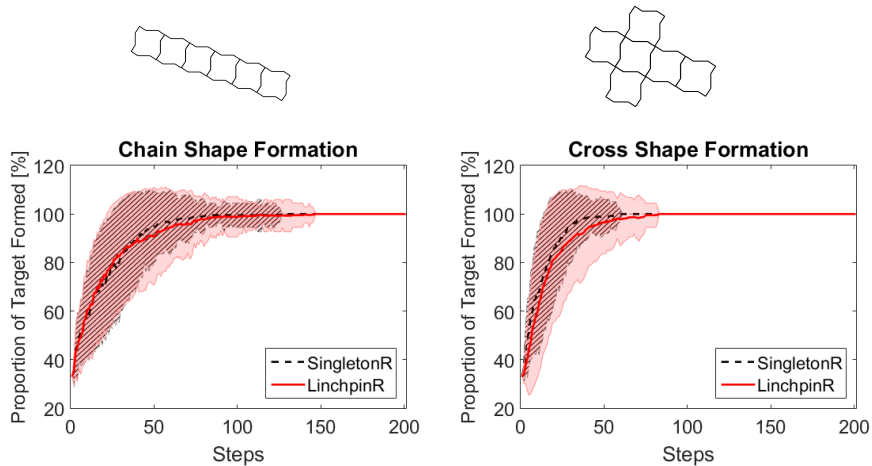 Chain Shape Formation
Proportion of Target Formed [%]
120
100
80
60
40
20
SingletonR
LinchpinR
0
50
100
150
200
Steps
Cross Shape Formation
Proportion of Target Formed [%]
120
100
80
60
40
20
SingletonR
LinchpinR
0
50
100
150
200
Steps